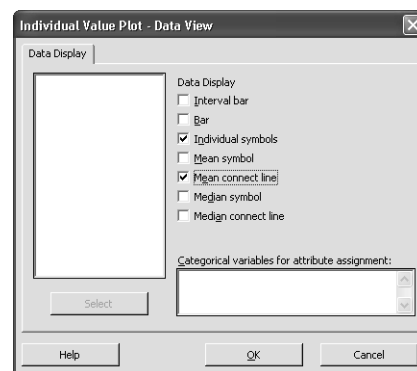 Individual Value Plot - Data View
Data Display
Data Display
Interval bar
Bar
Individual symbols
Mean symbol
Mean connect line
Median symbol
Median connect line
Categorical variables for attribute assignment:
Select
Help
OK
Cancel